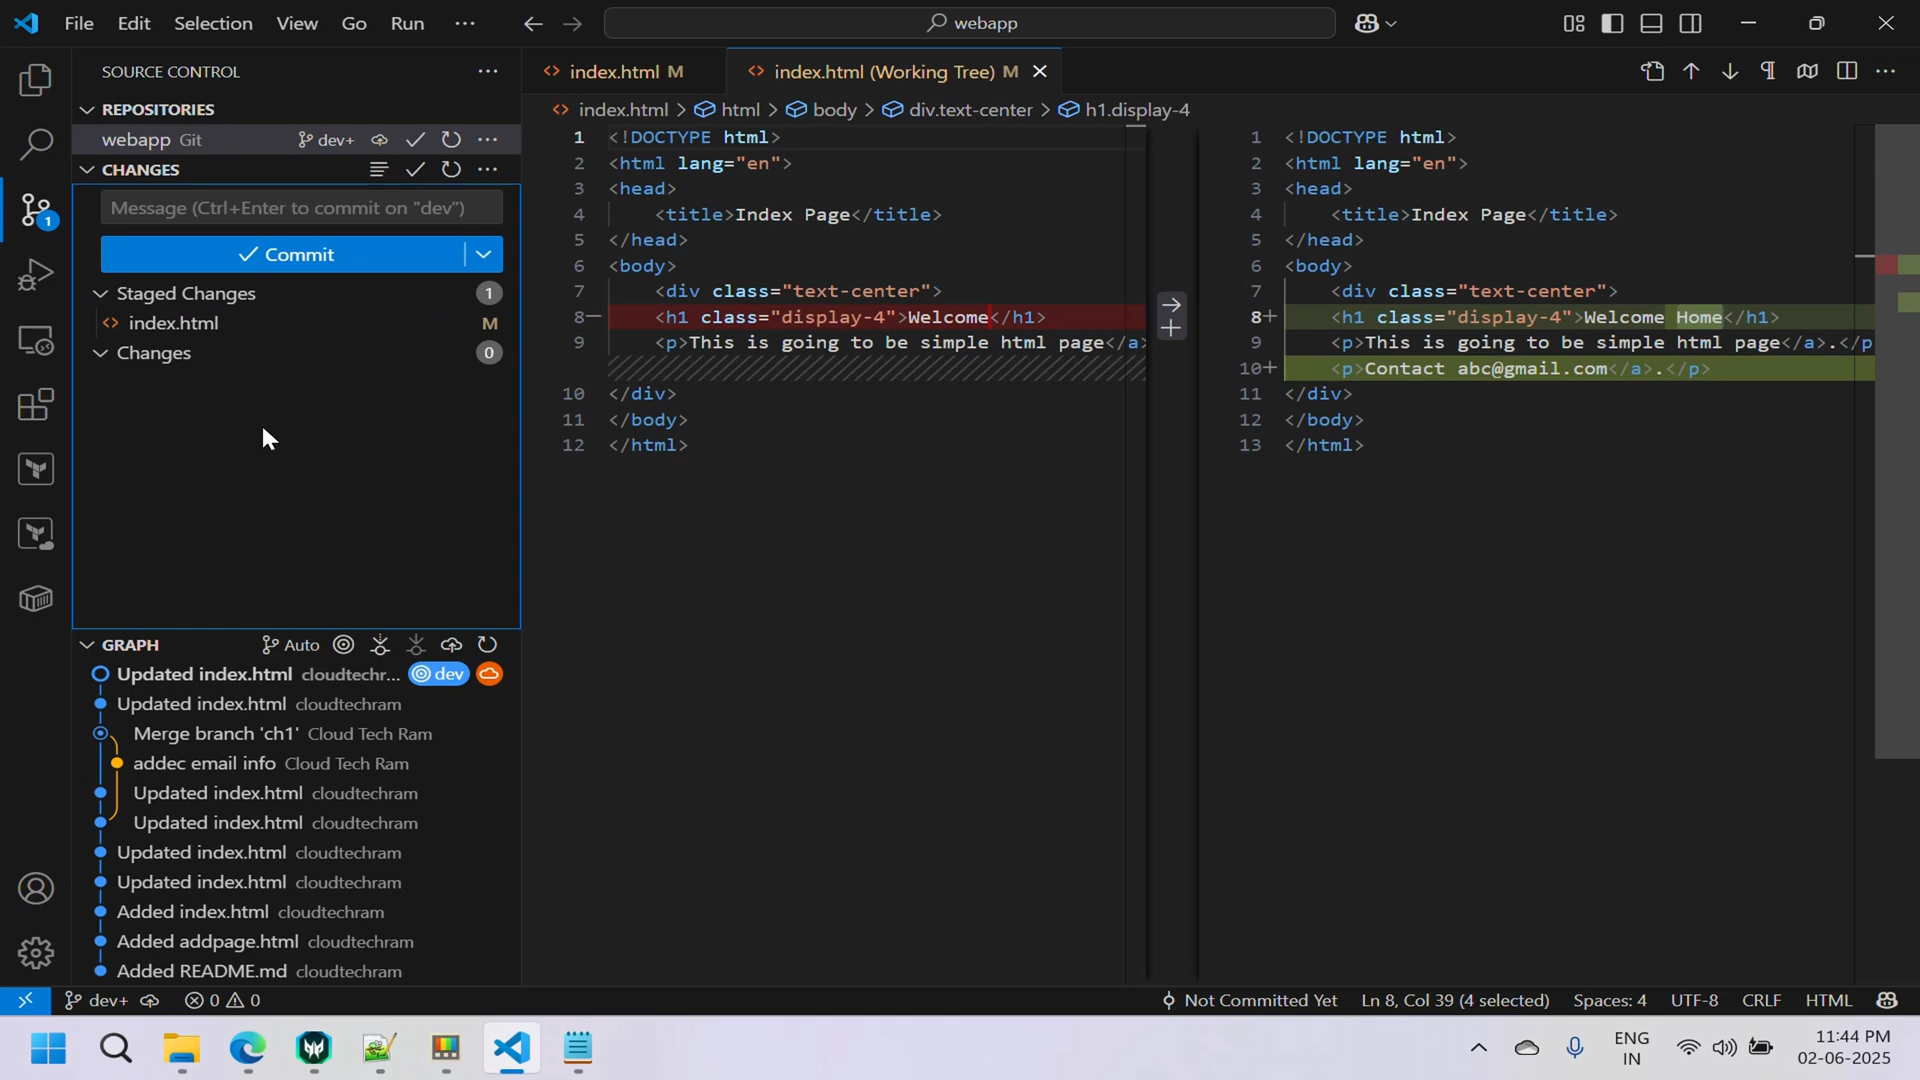 File Edit Selection View Go Run ··· webapp
SOURCE CONTROL ···
REPOSITORIES
webapp Git dev+ ···
CHANGES ···
Message (Ctrl+Enter to commit on "dev")
Commit
Staged Changes 1
index.html M
Changes 0
1
GRAPH Auto
Updated index.html cloudtechr... dev
Updated index.html cloudtechram
Merge branch 'ch1' Cloud Tech Ram
addec email info Cloud Tech Ram
Updated index.html cloudtechram
Updated index.html cloudtechram
Updated index.html cloudtechram
Updated index.html cloudtechram
Added index.html cloudtechram
Added addpage.html cloudtechram
Added README.md cloudtechram
index.html M index.html (Working Tree) M
index.html > html > body > div.text-center > h1.display-4
1 <!DOCTYPE html>
2 <html lang="en">
3 <head>
4 <title>Index Page</title>
5 </head>
6 <body>
7 <div class="text-center">
8− <h1 class="display-4">Welcome</h1>
9 <p>This is going to be simple html page</a>
10 </div>
11 </body>
12 </html>
1 <!DOCTYPE html>
2 <html lang="en">
3 <head>
4 <title>Index Page</title>
5 </head>
6 <body>
7 <div class="text-center">
8+ <h1 class="display-4">Welcome Home</h1>
9 <p>This is going to be simple html page</a>.</p
10+ <p>Contact abc@gmail.com</a>.</p>
11 </div>
12 </body>
13 </html>
dev+ 0 0 Not Committed Yet Ln 8, Col 39 (4 selected) Spaces: 4 UTF-8 CRLF HTML
ENG
IN
11:44 PM
02-06-2025